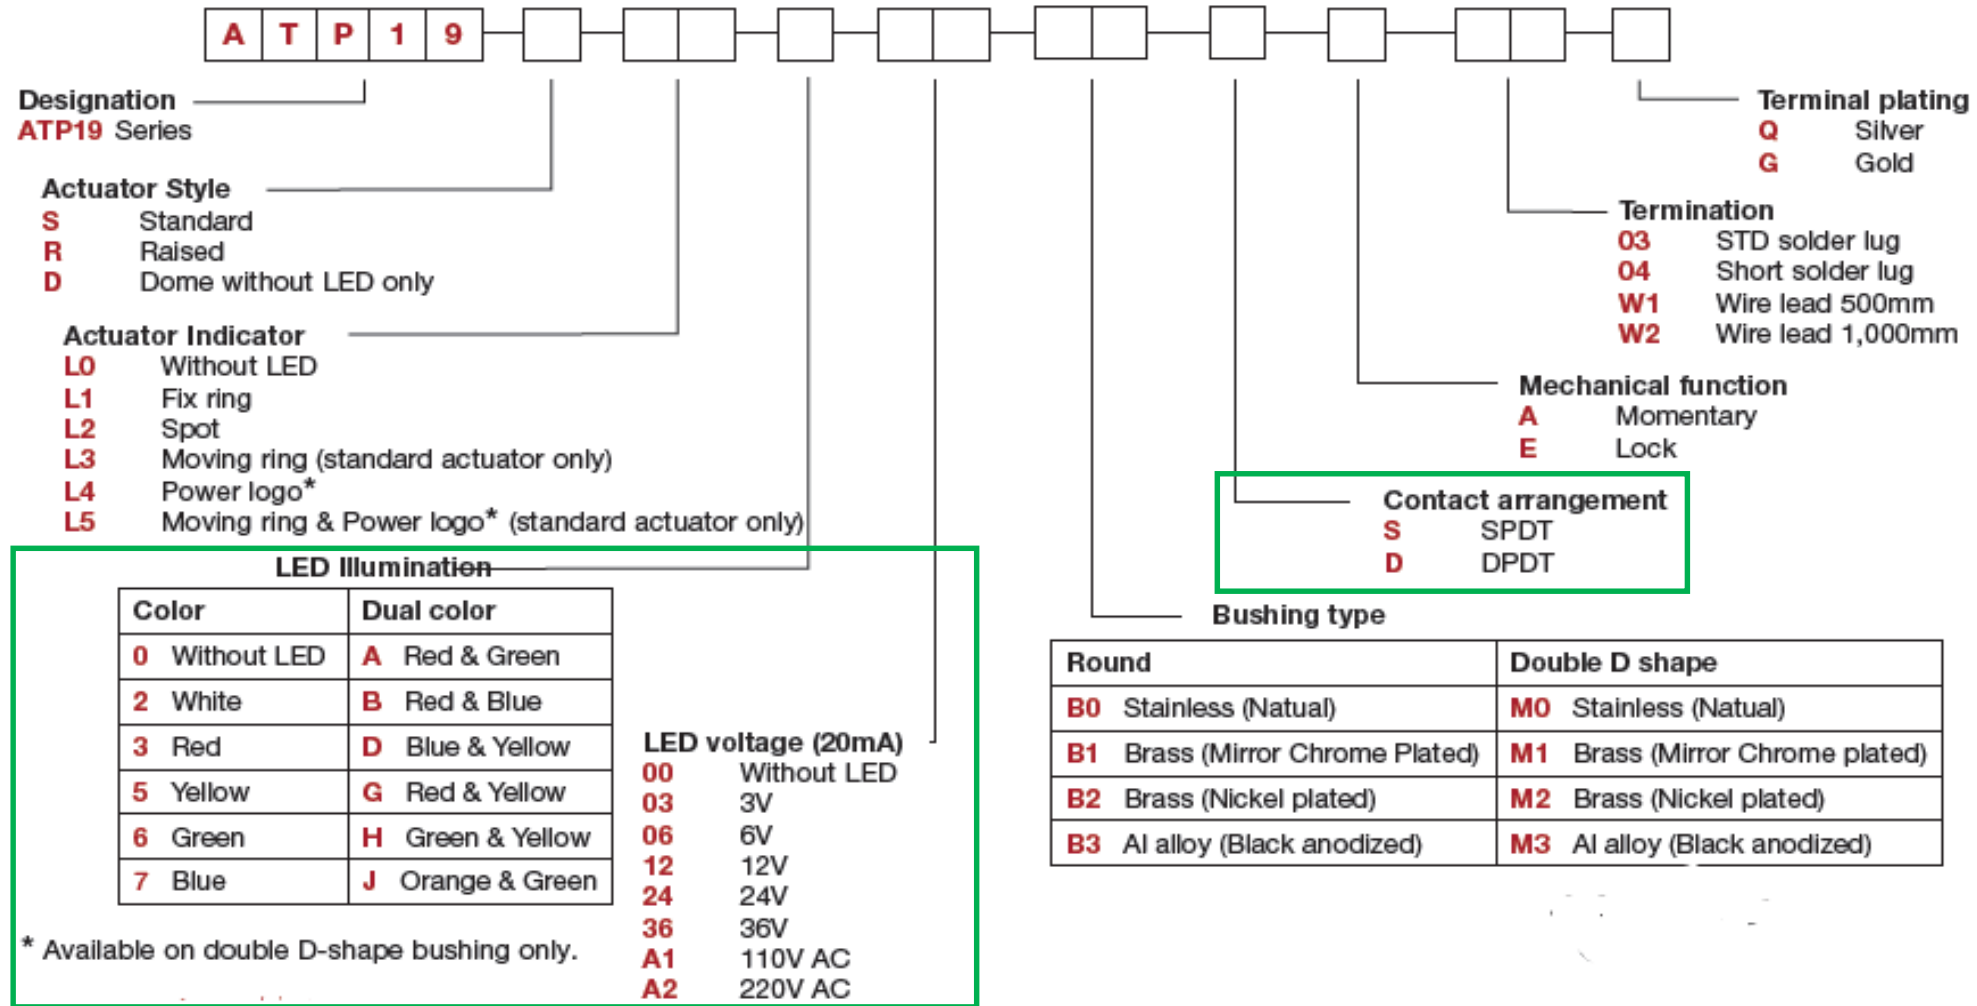 A T P 1 9
Designation
ATP19 Series
Actuator Style
S Standard
R Raised
D Dome without LED only
Actuator Indicator
L0 Without LED
L1 Fix ring
L2 Spot
L3 Moving ring (standard actuator only)
L4 Power logo*
L5 Moving ring & Power logo* (standard actuator only)
LED Illumination
Color Dual color
0 Without LED A Red & Green
2 White B Red & Blue
3 Red D Blue & Yellow
5 Yellow G Red & Yellow
6 Green H Green & Yellow
7 Blue J Orange & Green
* Available on double D-shape bushing only.
LED voltage (20mA)
00 Without LED
03 3V
06 6V
12 12V
24 24V
36 36V
A1 110V AC
A2 220V AC
Bushing type
Round Double D shape
B0 Stainless (Natual) M0 Stainless (Natual)
B1 Brass (Mirror Chrome Plated) M1 Brass (Mirror Chrome plated)
B2 Brass (Nickel plated) M2 Brass (Nickel plated)
B3 Al alloy (Black anodized) M3 Al alloy (Black anodized)
Contact arrangement
S SPDT
D DPDT
Mechanical function
A Momentary
E Lock
Termination
03 STD solder lug
04 Short solder lug
W1 Wire lead 500mm
W2 Wire lead 1,000mm
Terminal plating
Q Silver
G Gold